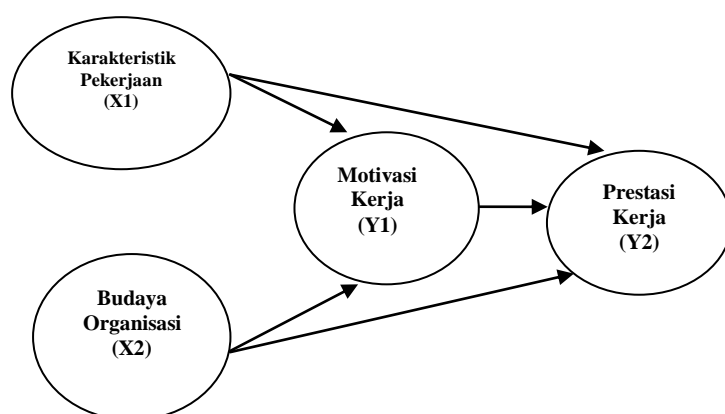 Karakteristik
Pekerjaan
(X1)
Motivasi
Kerja
(Y1)
Prestasi
Kerja
(Y2)
Budaya
Organisasi
(X2)